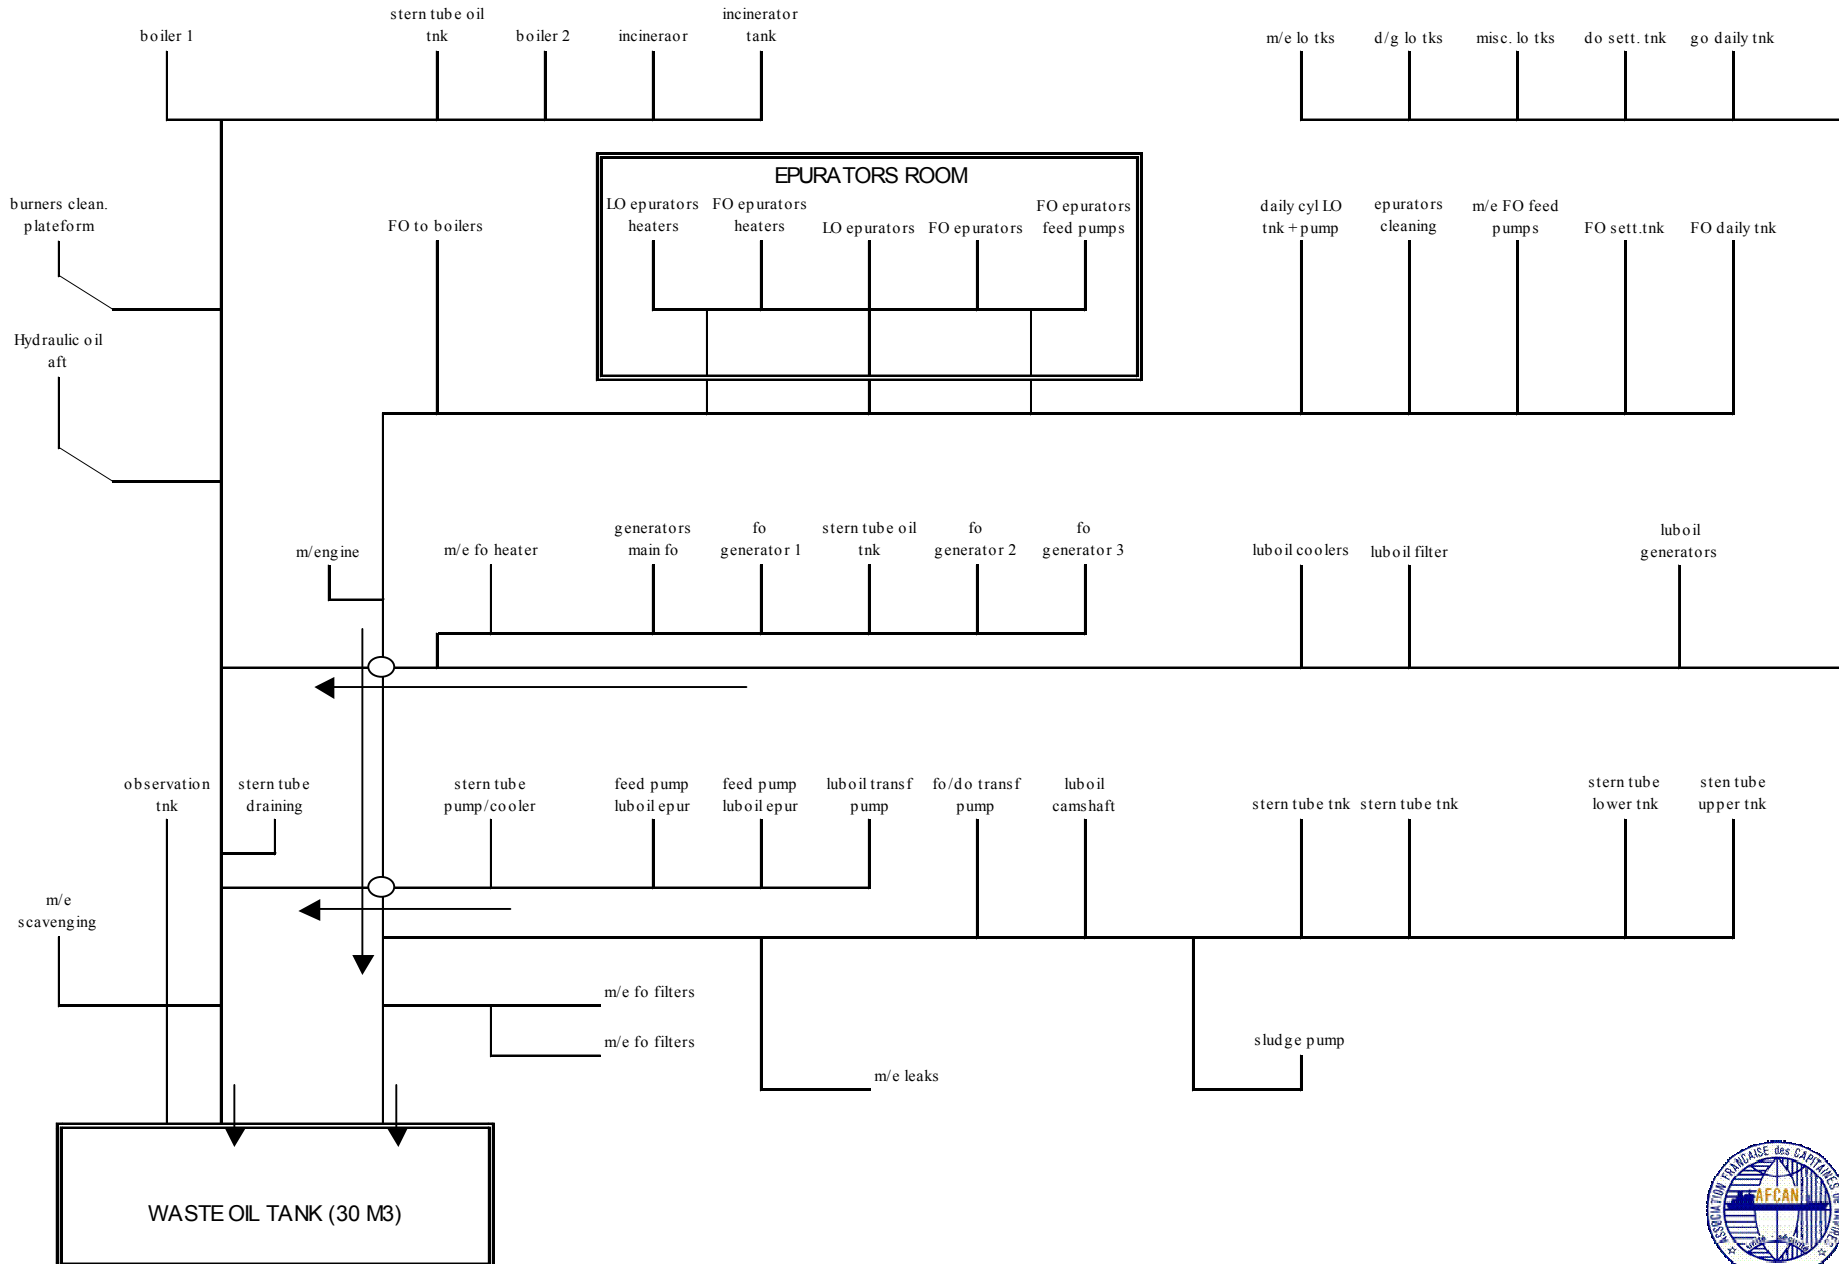 boiler 1
stern tube oil
tnk
boiler 2
incineraor
incinerator
tank
m/e lo tks
d/g lo tks
misc. lo tks
do sett. tnk
go daily tnk
EPURATORS ROOM
LO epurators
heaters
FO epurators
heaters
LO epurators
FO epurators
FO epurators
feed pumps
burners clean.
plateform
FO to boilers
daily cyl LO
tnk + pump
epurators
cleaning
m/e FO feed
pumps
FO sett.tnk
FO daily tnk
Hydraulic oil
aft
m/engine
m/e fo heater
generators
main fo
fo
generator 1
stern tube oil
tnk
fo
generator 2
fo
generator 3
luboil coolers
luboil filter
luboil
generators
observation
tnk
stern tube
draining
stern tube
pump/cooler
feed pump
luboil epur
feed pump
luboil epur
luboil transf
pump
fo/do transf
pump
luboil
camshaft
stern tube tnk
stern tube tnk
stern tube
lower tnk
sten tube
upper tnk
m/e
scavenging
m/e fo filters
m/e fo filters
m/e leaks
sludge pump
WASTE OIL TANK (30 M3)
ASSOCIATION FRANCAISE des CAPITAINES DE NAVIRES
AFCAN